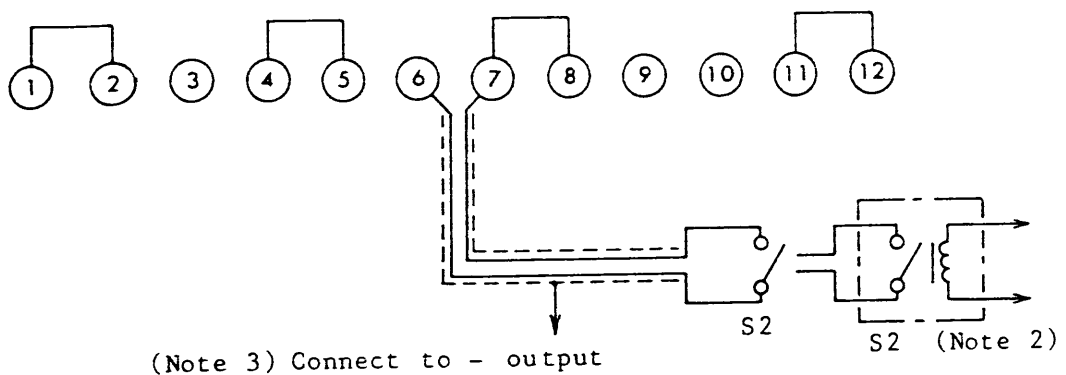 1 2 3 4 5 6 7 8 9 10 11 12
S2
S2 (Note 2)
(Note 3) Connect to - output